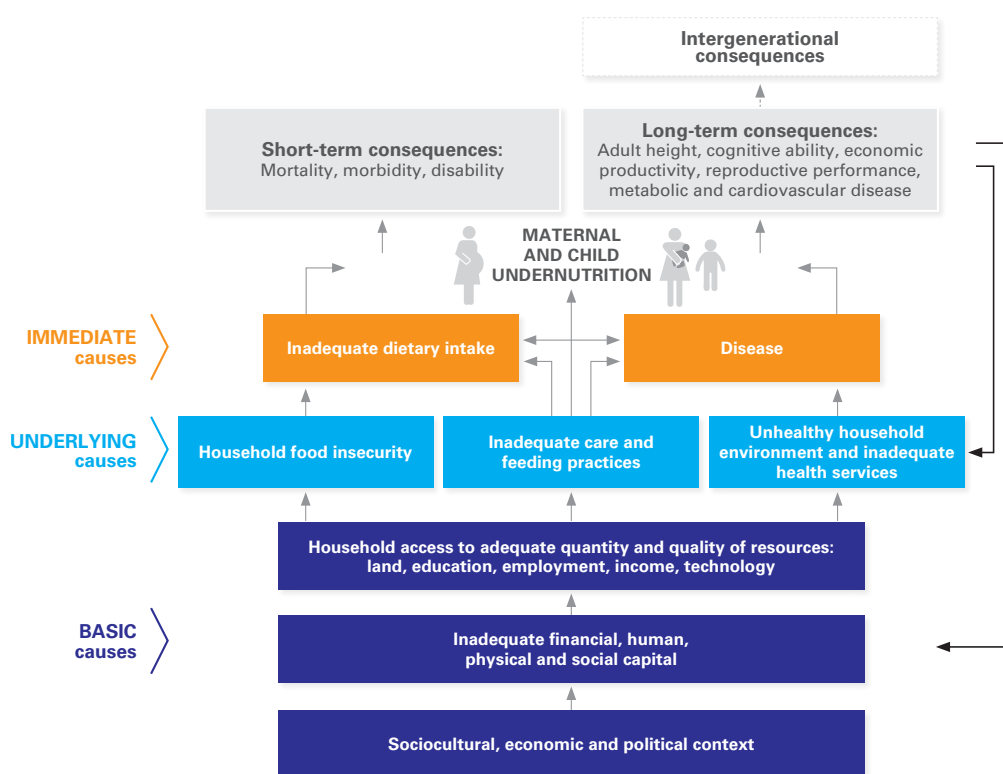 Intergenerational
consequences
Short-term consequences:
Mortality, morbidity, disability
Long-term consequences:
Adult height, cognitive ability, economic
productivity, reproductive performance,
metabolic and cardiovascular disease
MATERNAL
AND CHILD
UNDERNUTRITION
IMMEDIATE
causes
Inadequate dietary intake
Disease
UNDERLYING
causes
Household food insecurity
Inadequate care and
feeding practices
Unhealthy household
environment and inadequate
health services
Household access to adequate quantity and quality of resources:
land, education, employment, income, technology
BASIC
causes
Inadequate financial, human,
physical and social capital
Sociocultural, economic and political context